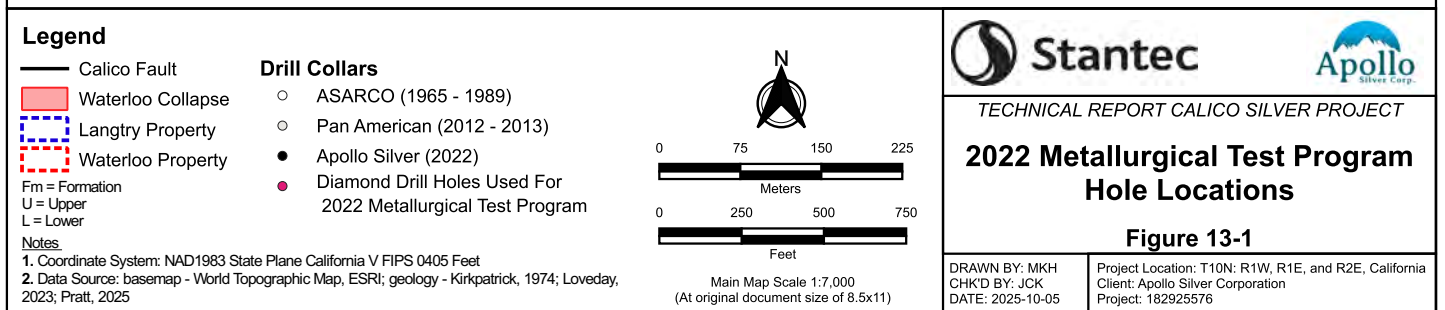 Legend
Calico Fault
Waterloo Collapse
Langtry Property
Waterloo Property
Fm = Formation
U = Upper
L = Lower
Drill Collars
ASARCO (1965 - 1989)
Pan American (2012 - 2013)
Apollo Silver (2022)
Diamond Drill Holes Used For
2022 Metallurgical Test Program
Notes
1. Coordinate System: NAD1983 State Plane California V FIPS 0405 Feet
2. Data Source: basemap - World Topographic Map, ESRI; geology - Kirkpatrick, 1974; Loveday,
2023; Pratt, 2025
N
0 75 150 225
Meters
0 250 500 750
Feet
Main Map Scale 1:7,000
(At original document size of 8.5x11)
Stantec
Apollo
Silver Corp.
TECHNICAL REPORT CALICO SILVER PROJECT
2022 Metallurgical Test Program
Hole Locations
Figure 13-1
DRAWN BY: MKH
CHK'D BY: JCK
DATE: 2025-10-05
Project Location: T10N: R1W, R1E, and R2E, California
Client: Apollo Silver Corporation
Project: 182925576